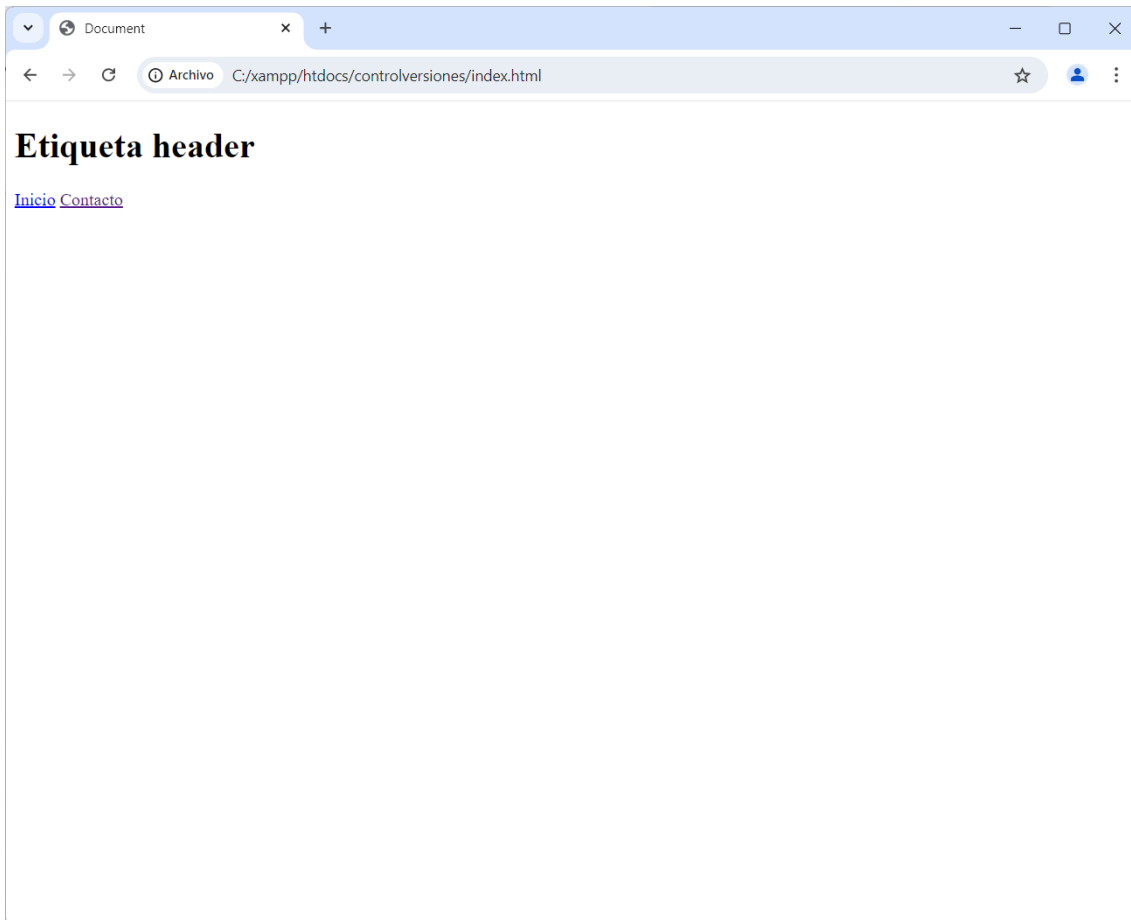 Document
Archivo C:/xampp/htdocs/controlversiones/index.html
Etiqueta header
Inicio Contacto